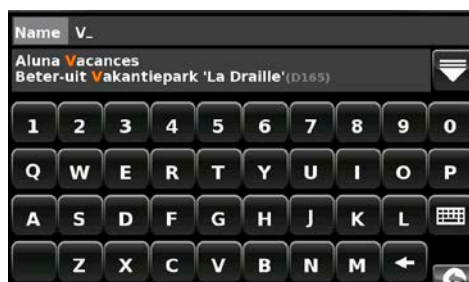 Name V_
Aluna Vacances
Beter-uit Vakantiepark 'La Draille'(D165)
1 2 3 4 5 6 7 8 9 0
Q W E R T Y U I O P
A S D F G H J K L
Z X C V B N M